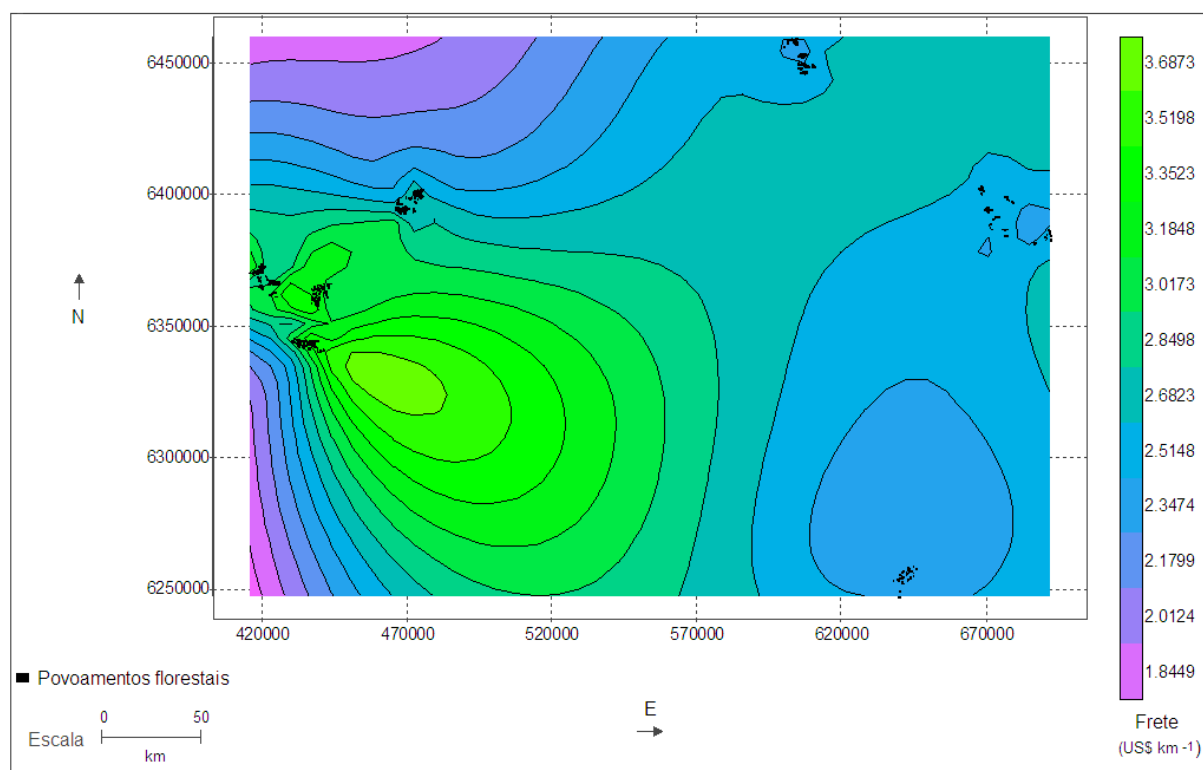 6450000
6400000
6350000
6300000
6250000
420000 470000 520000 570000 620000 670000
N
E
3.6873
3.5198
3.3523
3.1848
3.0173
2.8498
2.6823
2.5148
2.3474
2.1799
2.0124
1.8449
Povoamentos florestais
0 50
Escala
km
Frete
(US$ km -1)